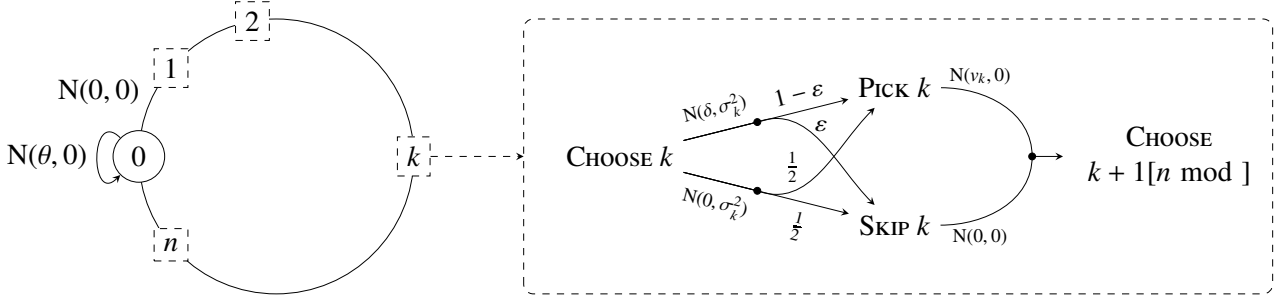 2
1
N(0, 0)
N(θ, 0)
0
k
n
N(δ, σ_k^2)
1 − ε
ε
PICK k
N(v_k, 0)
CHOOSE k
1/2
N(0, σ_k^2)
1/2
SKIP k
N(0, 0)
CHOOSE
k + 1[n mod ]